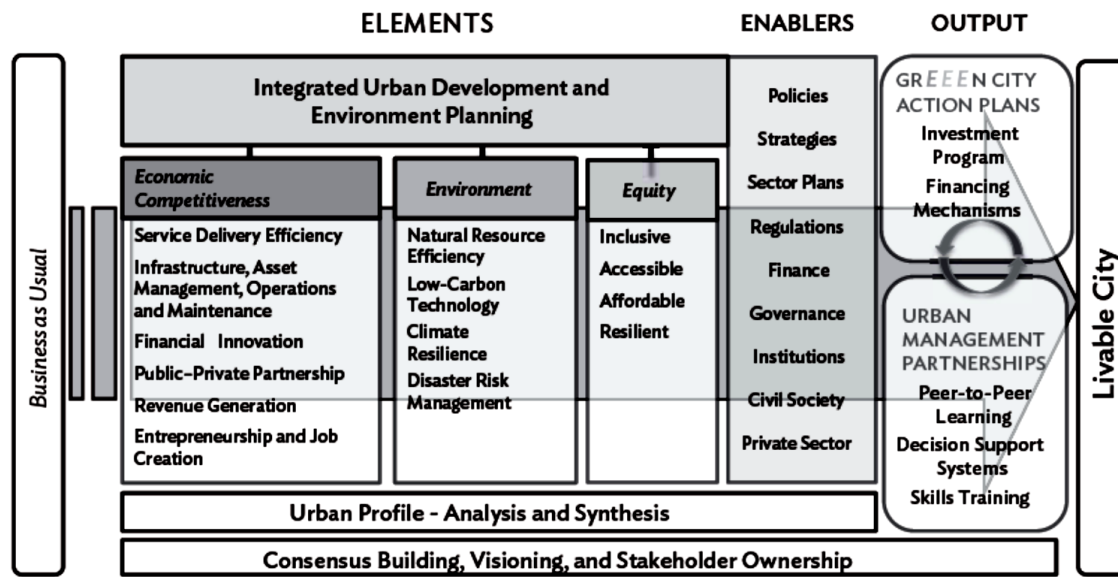 ELEMENTS
ENABLERS
OUTPUT
Business as Usual
Integrated Urban Development and
Environment Planning
Economic
Competitiveness
Service Delivery Efficiency
Infrastructure, Asset
Management, Operations
and Maintenance
Financial Innovation
Public–Private Partnership
Revenue Generation
Entrepreneurship and Job
Creation
Environment
Natural Resource
Efficiency
Low-Carbon
Technology
Climate
Resilience
Disaster Risk
Management
Equity
Inclusive
Accessible
Affordable
Resilient
Policies
Strategies
Sector Plans
Regulations
Finance
Governance
Institutions
Civil Society
Private Sector
GREEEN CITY
ACTION PLANS
Investment
Program
Financing
Mechanisms
URBAN
MANAGEMENT
PARTNERSHIPS
Peer-to-Peer
Learning
Decision Support
Systems
Skills Training
Livable City
Urban Profile - Analysis and Synthesis
Consensus Building, Visioning, and Stakeholder Ownership